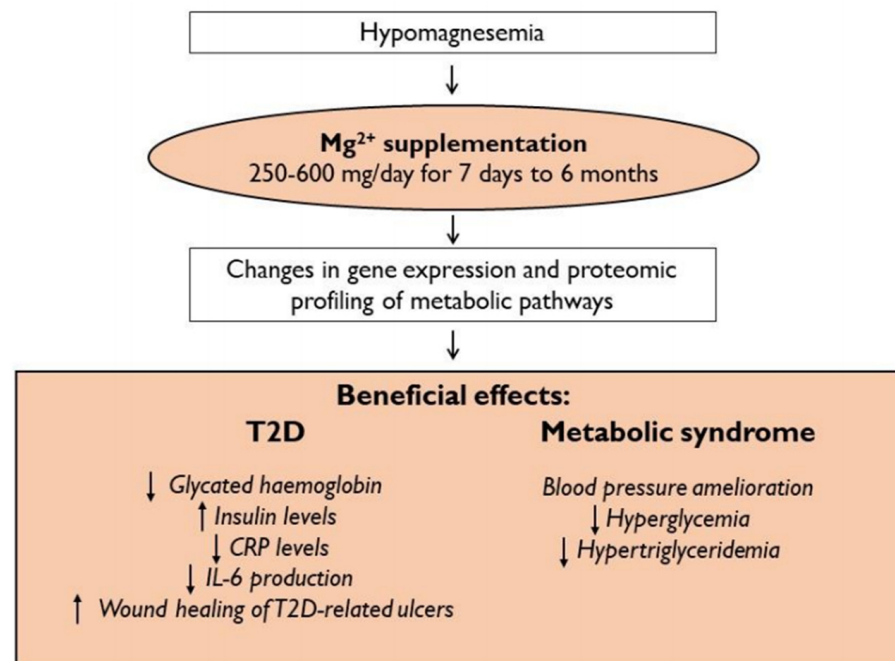 Hypomagnesemia
↓
Mg²⁺ supplementation
250-600 mg/day for 7 days to 6 months
↓
Changes in gene expression and proteomic
profiling of metabolic pathways
↓
Beneficial effects:
T2D
↓ Glycated haemoglobin
↑ Insulin levels
↓ CRP levels
↓ IL-6 production
↑ Wound healing of T2D-related ulcers
Metabolic syndrome
Blood pressure amelioration
↓ Hyperglycemia
↓ Hypertriglyceridemia